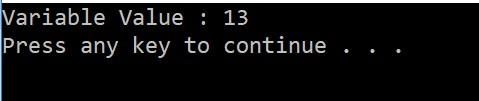 Variable Value : 13
Press any key to continue . . .